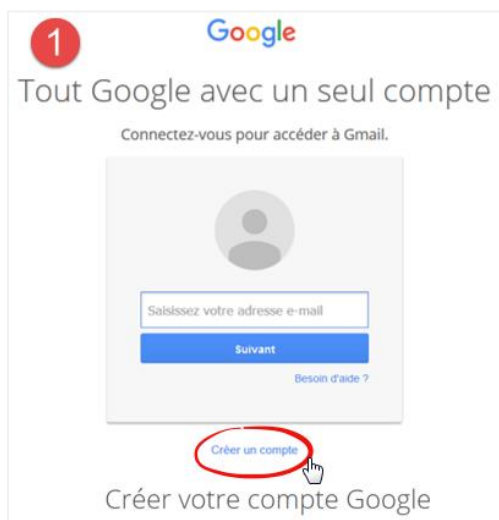 1
Google
Tout Google avec un seul compte
Connectez-vous pour accéder à Gmail.
Saisissez votre adresse e-mail
Suivant
Besoin d'aide ?
Créer un compte
Créer votre compte Google